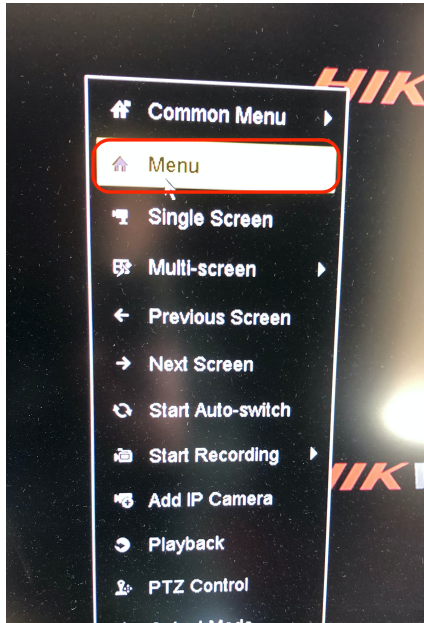 HIK
Common Menu
Menu
Single Screen
Multi-screen
Previous Screen
Next Screen
Start Auto-switch
Start Recording
HIK
Add IP Camera
Playback
PTZ Control